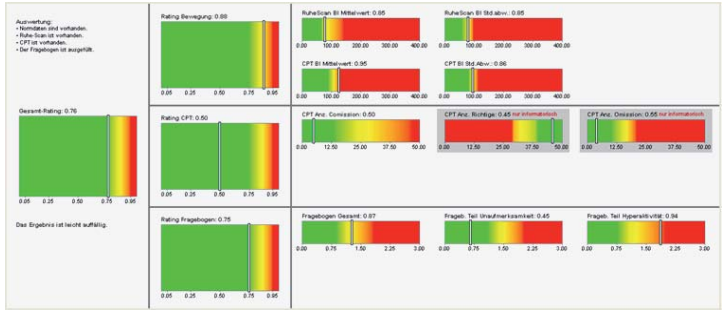 Auswertung:
- Normdaten sind vorhanden.
- Ruhe-Scan ist vorhanden.
- CPT ist vorhanden.
- Der Fragebogen ist ausgefüllt.
Gesamt-Rating: 0.76
0.05 0.25 0.50 0.75 0.95
Das Ergebnis ist leicht auffällig.
Rating Bewegung: 0.88
0.05 0.25 0.50 0.75 0.95
Rating CPT: 0.50
0.05 0.25 0.50 0.75 0.95
Rating Fragebogen: 0.75
0.05 0.25 0.50 0.75 0.95
RuheScan BI Mittelwert: 0.85
0.00 100.00 200.00 300.00 400.00
RuheScan BI Std.abw.: 0.85
0.00 100.00 200.00 300.00 400.00
CPT BI Mittelwert: 0.95
0.00 100.00 200.00 300.00 400.00
CPT BI Std.Abw.: 0.86
0.00 100.00 200.00 300.00 400.00
CPT Anz. Comission: 0.50
0.00 12.50 25.00 37.50 50.00
CPT Anz. Richtige: 0.45 nur informatorisch
0.00 12.50 25.00 37.50 50.00
CPT Anz. Omission: 0.55 nur informatorisch
0.00 12.50 25.00 37.50 50.00
Fragebogen Gesamt: 0.87
0.00 0.75 1.50 2.25 3.00
Frageb. Teil Unaufmerksamkeit: 0.45
0.00 0.75 1.50 2.25 3.00
Frageb. Teil Hyperaktivität: 0.94
0.00 0.75 1.50 2.25 3.00